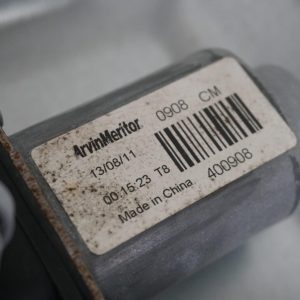 ArvinMeritor 0908 CM
13/08/11
00:15:23 T8
Made in China 400908